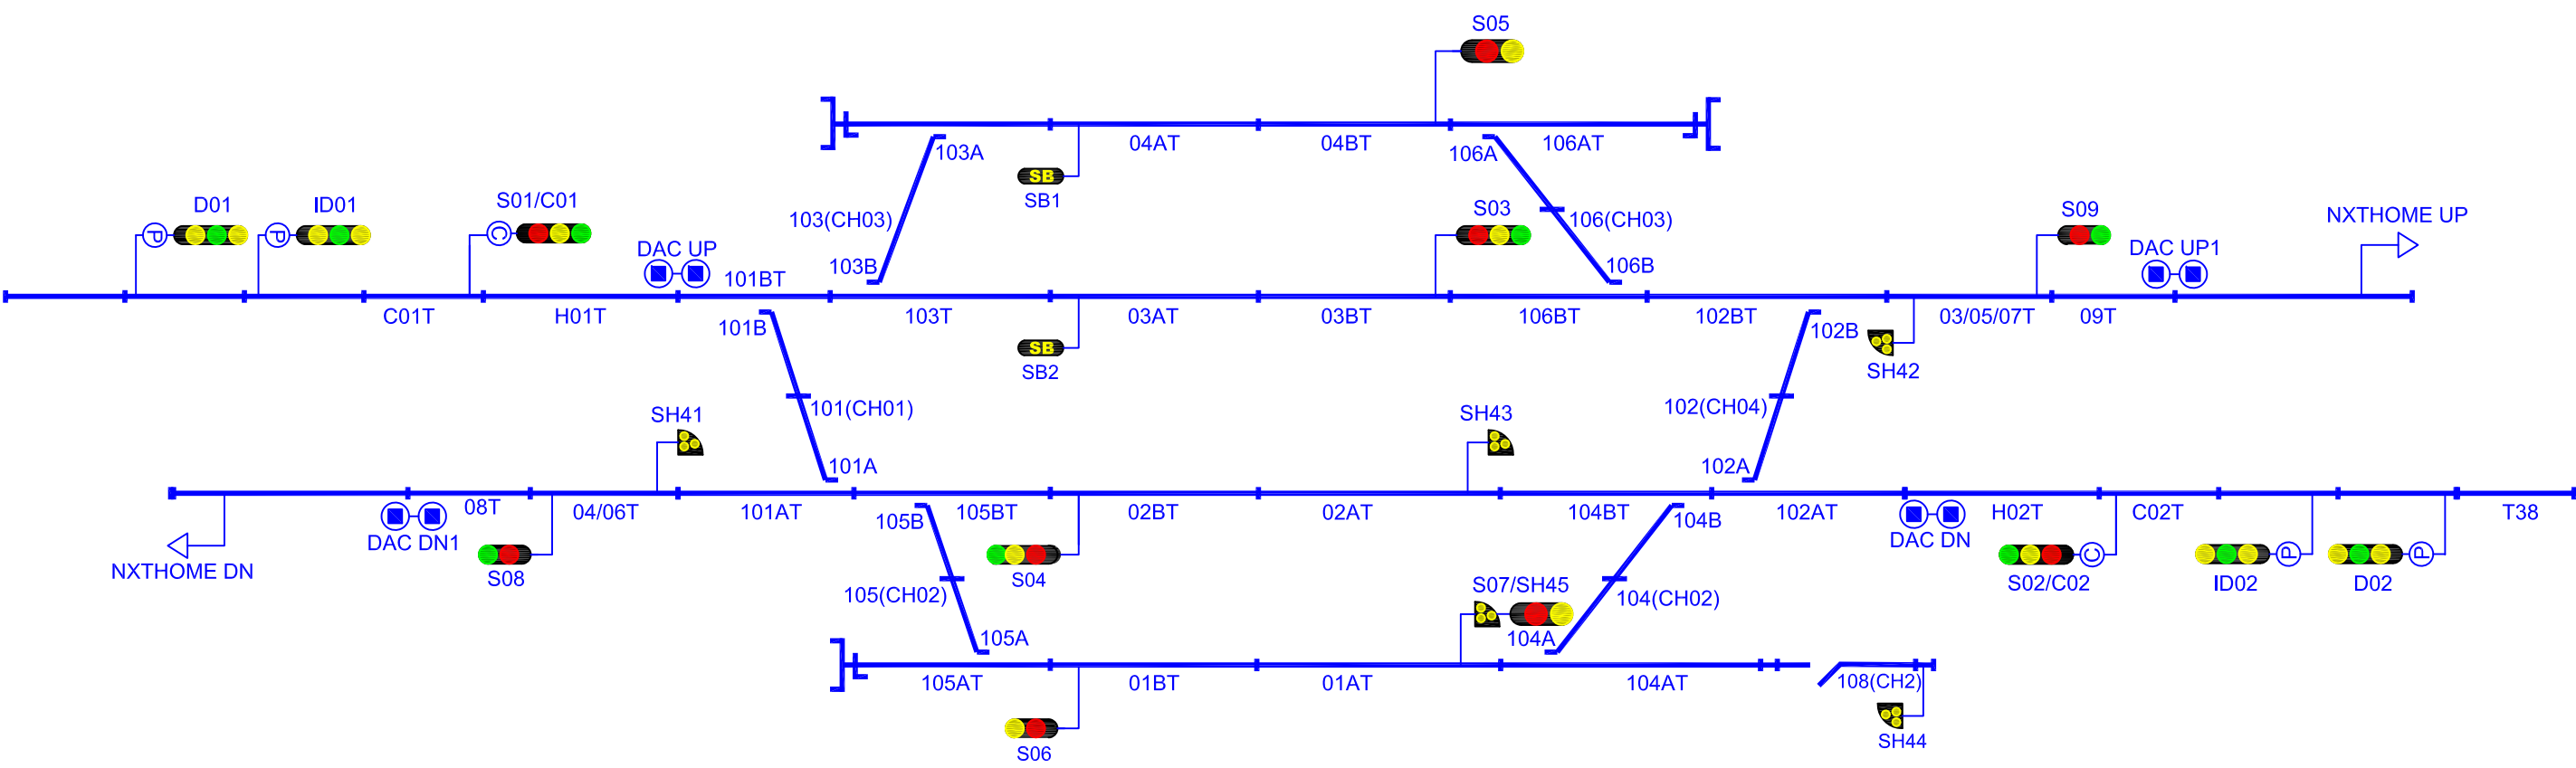 S05
04AT
04BT
106AT
103A
106A
SB
SB1
D01
ID01
S01/C01
103(CH03)
S03
106(CH03)
S09
NXTHOME UP
P
P
C
DAC UP
101BT
103B
106B
DAC UP1
C01T
H01T
101B
103T
03AT
03BT
106BT
102BT
102B
03/05/07T
09T
SB
SB2
SH42
SH41
101(CH01)
SH43
102(CH04)
101A
102A
08T
04/06T
101AT
105B
105BT
02BT
02AT
104BT
104B
102AT
H02T
C02T
T38
DAC DN1
DAC DN
NXTHOME DN
S08
S04
C
P
P
S02/C02
ID02
D02
105(CH02)
S07/SH45
104(CH02)
105A
104A
105AT
01BT
01AT
104AT
108(CH2)
S06
SH44